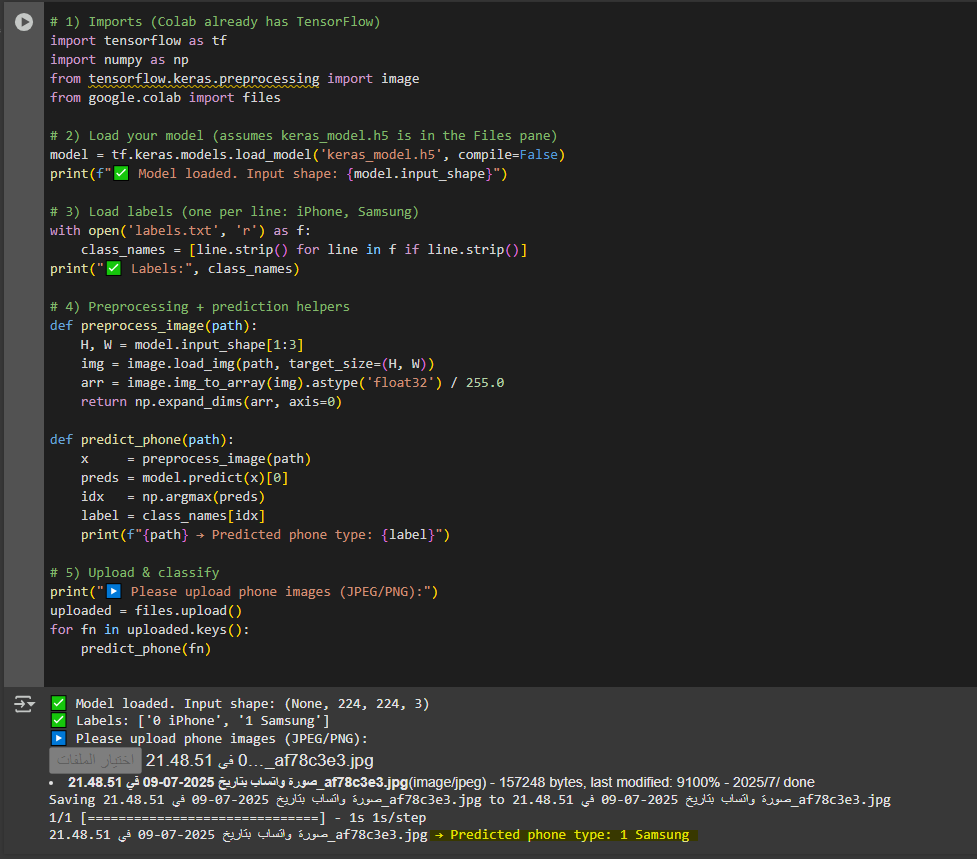 # 1) Imports (Colab already has TensorFlow)
import tensorflow as tf
import numpy as np
from tensorflow.keras.preprocessing import image
from google.colab import files

# 2) Load your model (assumes keras_model.h5 is in the Files pane)
model = tf.keras.models.load_model('keras_model.h5', compile=False)
print(f"✅ Model loaded. Input shape: {model.input_shape}")

# 3) Load labels (one per line: iPhone, Samsung)
with open('labels.txt', 'r') as f:
    class_names = [line.strip() for line in f if line.strip()]
print("✅ Labels:", class_names)

# 4) Preprocessing + prediction helpers
def preprocess_image(path):
    H, W = model.input_shape[1:3]
    img = image.load_img(path, target_size=(H, W))
    arr = image.img_to_array(img).astype('float32') / 255.0
    return np.expand_dims(arr, axis=0)

def predict_phone(path):
    x     = preprocess_image(path)
    preds = model.predict(x)[0]
    idx   = np.argmax(preds)
    label = class_names[idx]
    print(f"{path} → Predicted phone type: {label}")

# 5) Upload & classify
print("▶️ Please upload phone images (JPEG/PNG):")
uploaded = files.upload()
for fn in uploaded.keys():
    predict_phone(fn)

✅ Model loaded. Input shape: (None, 224, 224, 3)
✅ Labels: ['0 iPhone', '1 Samsung']
▶️ Please upload phone images (JPEG/PNG):
اختيار الملفات 21.48.51 في 0…_af78c3e3.jpg
• صورة واتساب بتاريخ 2025-07-09 في 21.48.51_af78c3e3.jpg(image/jpeg) - 157248 bytes, last modified: 9100% - 2025/7/ done
Saving صورة واتساب بتاريخ 09-07-2025 في 21.48.51_af78c3e3.jpg to صورة واتساب بتاريخ 09-07-2025 في 21.48.51_af78c3e3.jpg
1/1 [==============================] - 1s 1s/step
صورة واتساب بتاريخ 09-07-2025 في 21.48.51_af78c3e3.jpg → Predicted phone type: 1 Samsung